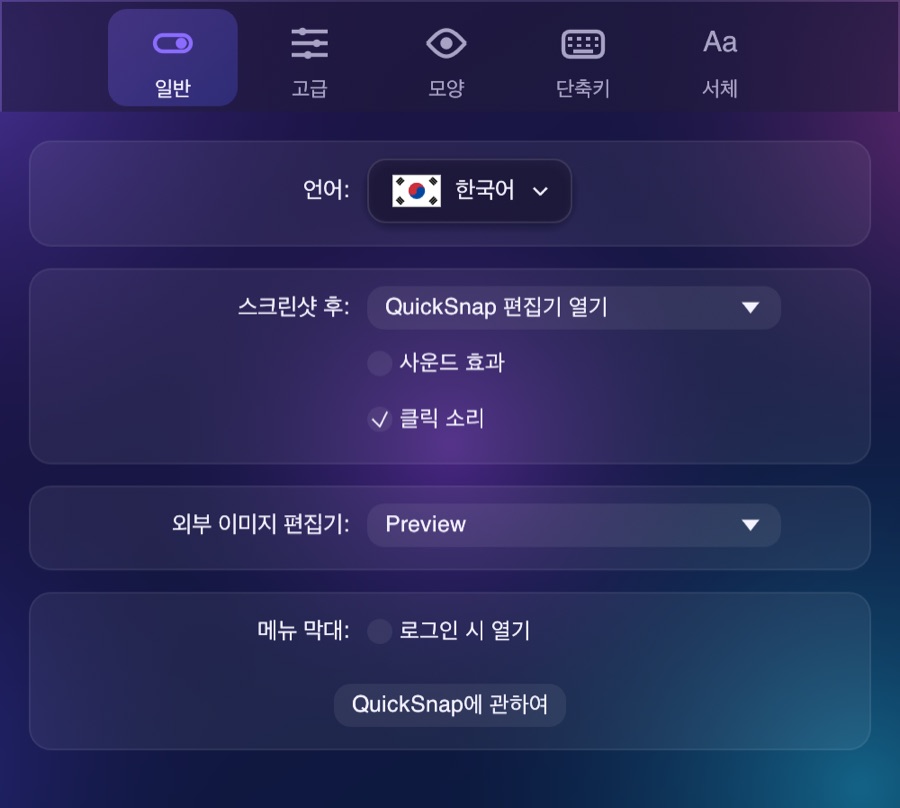 일반
고급
모양
단축키
Aa
서체
언어: 한국어
스크린샷 후: QuickSnap 편집기 열기
사운드 효과
클릭 소리
외부 이미지 편집기: Preview
메뉴 막대: 로그인 시 열기
QuickSnap에 관하여